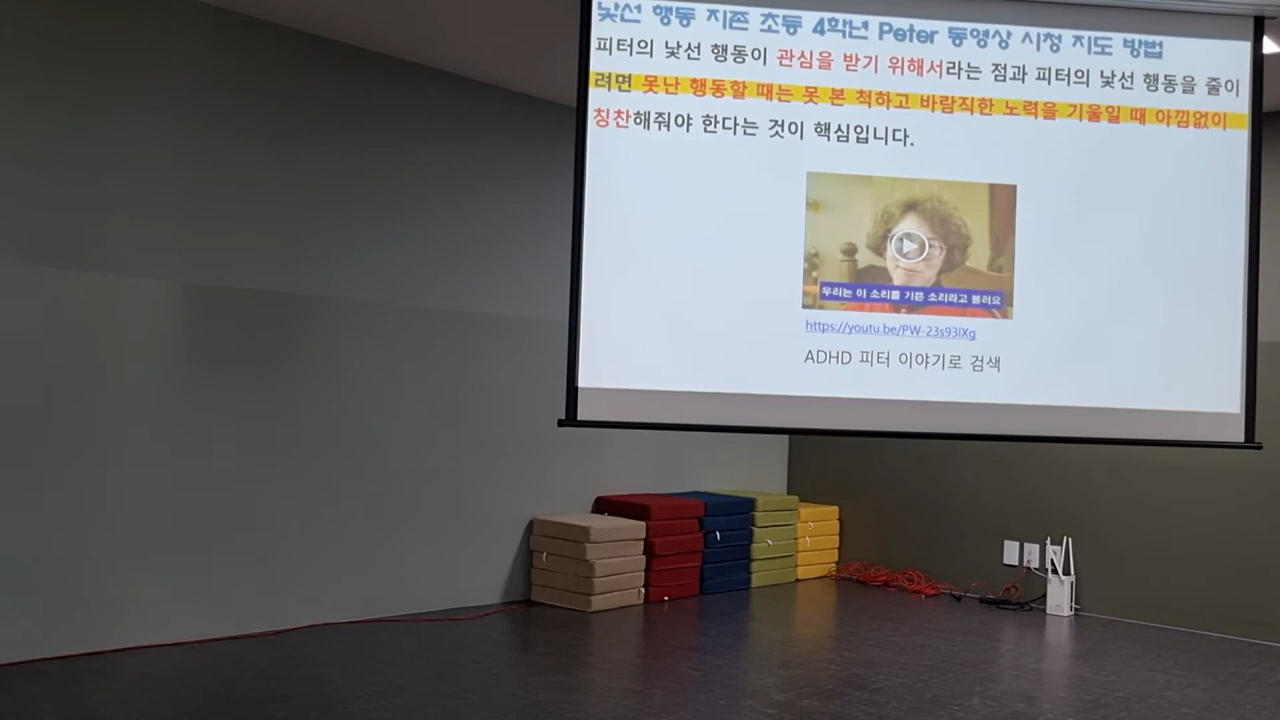 낯선 행동 지존 초등 4학년 Peter 동영상 시청 지도 방법
피터의 낯선 행동이 관심을 받기 위해서라는 점과 피터의 낯선 행동을 줄이
려면 못난 행동할 때는 못 본 척하고 바람직한 노력을 기울일 때 아낌없이
칭찬해줘야 한다는 것이 핵심입니다.
우리는 이 소리를 기쁜 소리라고 불러요
https://youtu.be/PW-23s93lXg
ADHD 피터 이야기로 검색